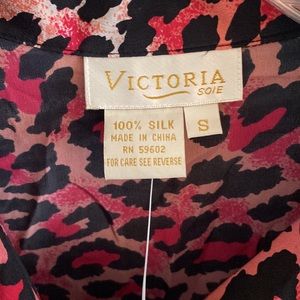 VICTORIA
SOIE
100% SILK
MADE IN CHINA
RN 59602
FOR CARE SEE REVERSE
S